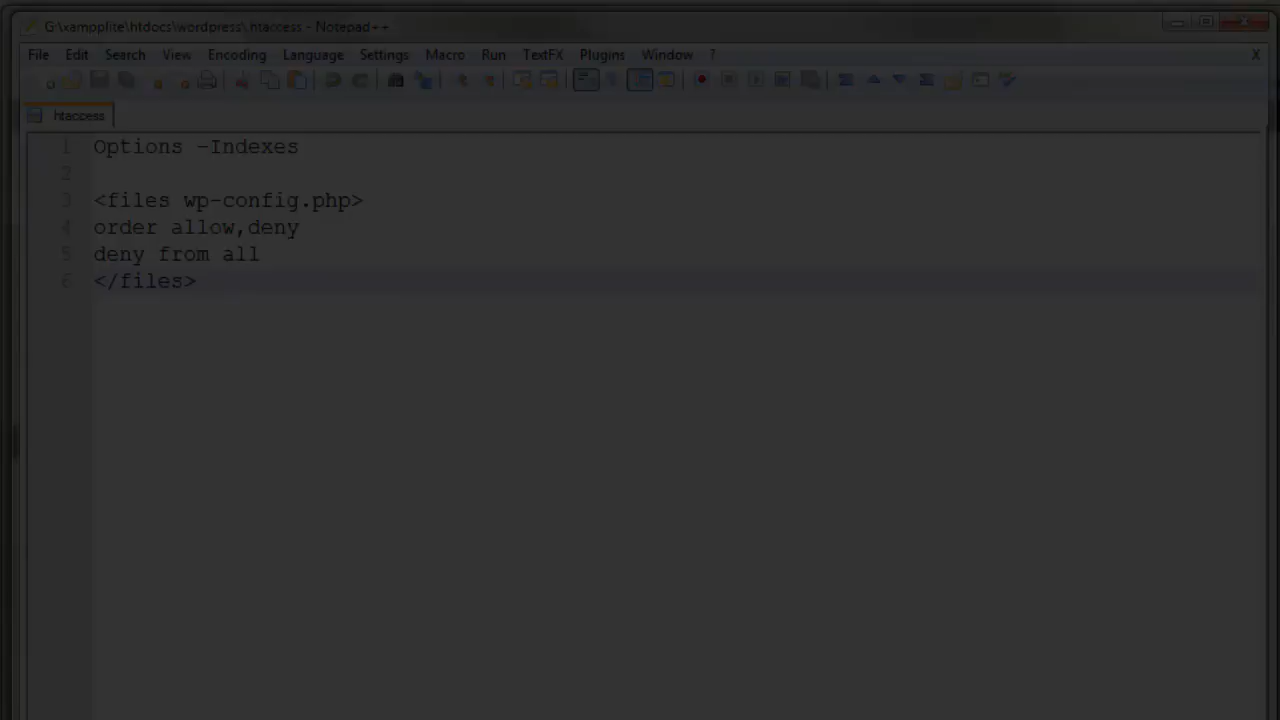 G:\xampplite\htdocs\wordpress\.htaccess - Notepad++
File Edit Search View Encoding Language Settings Macro Run TextFX Plugins Window ? X
htaccess
1 Options -Indexes
2
3 <files wp-config.php>
4 order allow,deny
5 deny from all
6 </files>